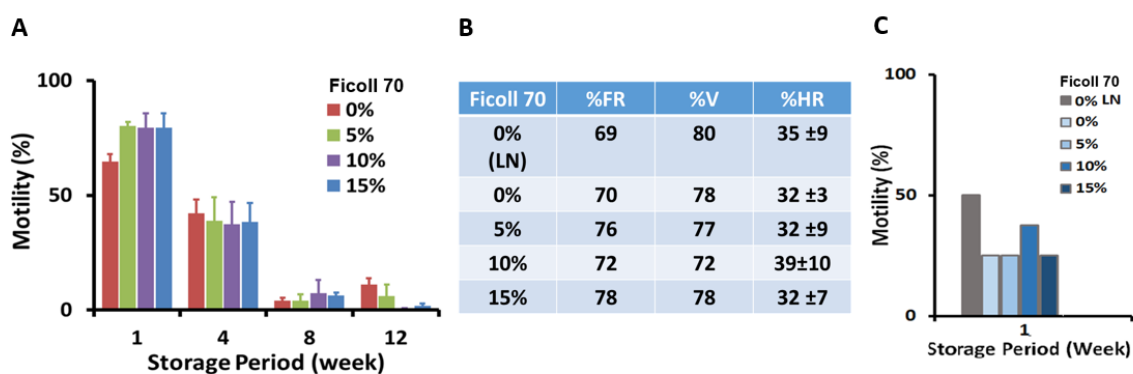 A
100
50
0
Motility (%)
1 4 8 12
Storage Period (week)
Ficoll 70
0%
5%
10%
15%
B
Ficoll 70 %FR %V %HR
0% (LN) 69 80 35 ±9
0% 70 78 32 ±3
5% 76 77 32 ±9
10% 72 72 39±10
15% 78 78 32 ±7
C
100
50
0
Motility (%)
1
Storage Period (Week)
Ficoll 70
0% LN
0%
5%
10%
15%